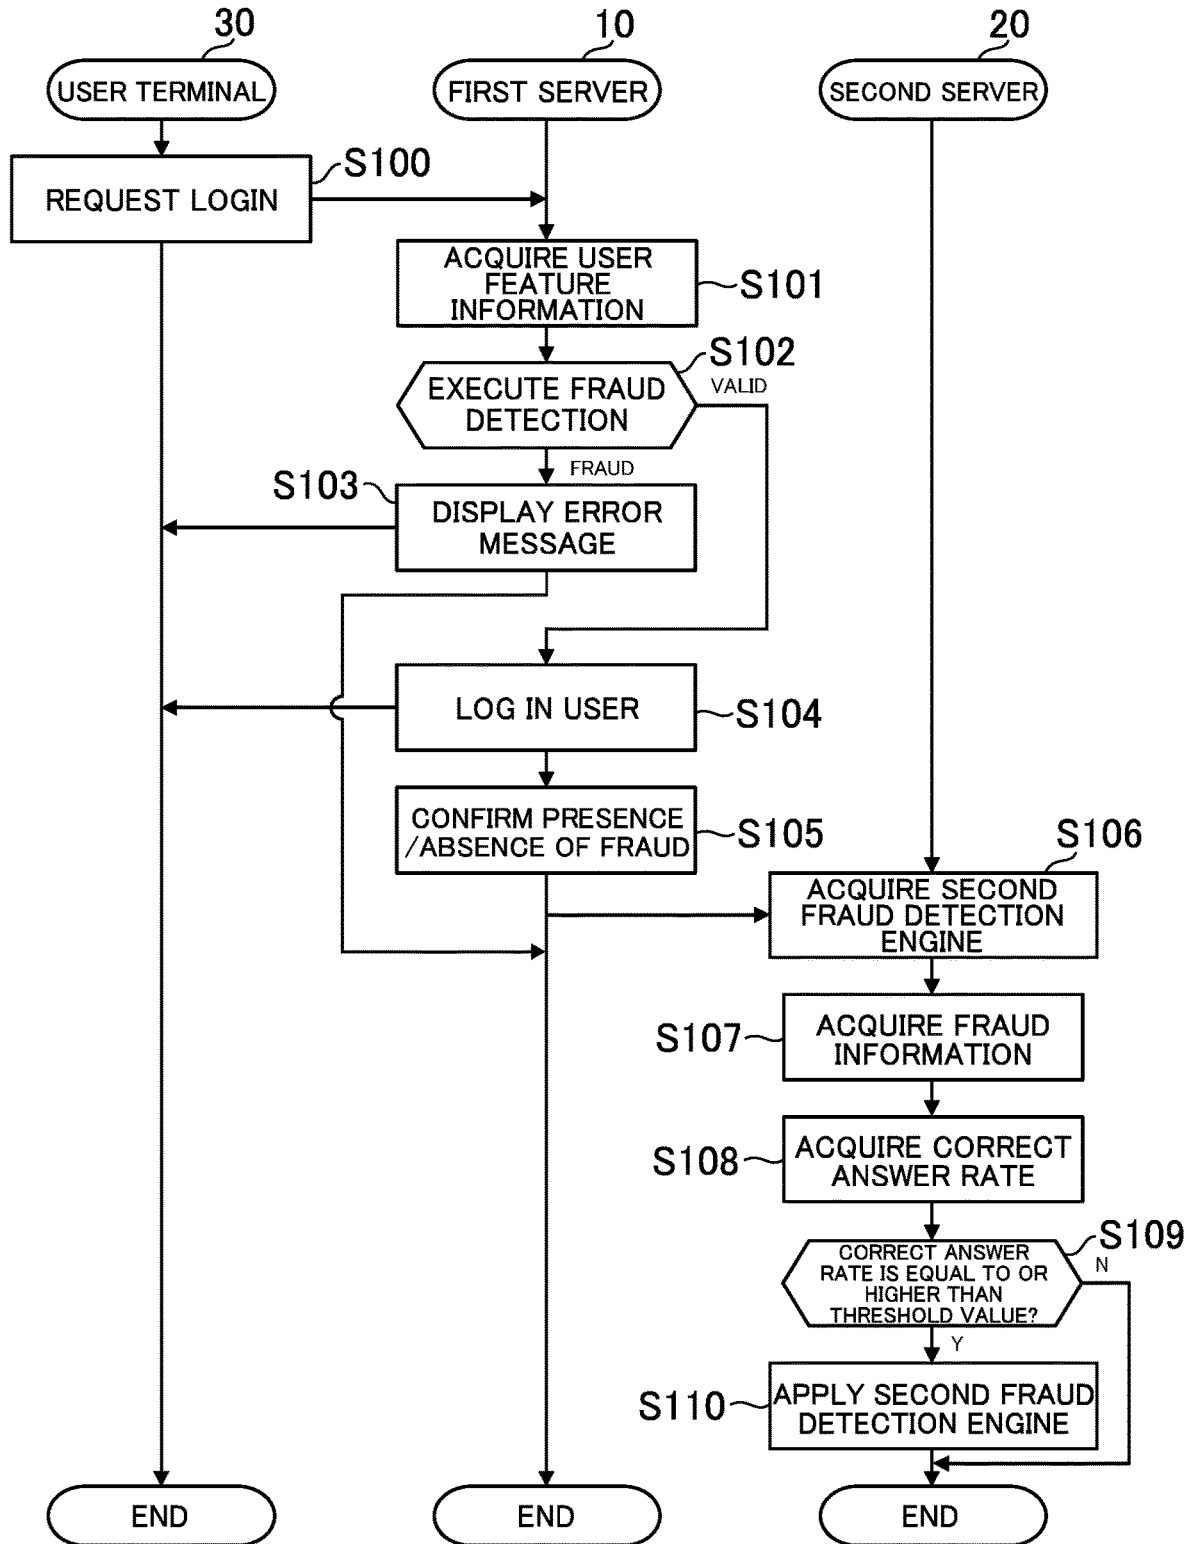 30
10
20
USER TERMINAL
FIRST SERVER
SECOND SERVER
S100
REQUEST LOGIN
ACQUIRE USER
FEATURE
INFORMATION
S101
S102
EXECUTE FRAUD
DETECTION
VALID
FRAUD
S103
DISPLAY ERROR
MESSAGE
LOG IN USER
S104
CONFIRM PRESENCE
/ABSENCE OF FRAUD
S105
S106
ACQUIRE SECOND
FRAUD DETECTION
ENGINE
S107
ACQUIRE FRAUD
INFORMATION
S108
ACQUIRE CORRECT
ANSWER RATE
S109
CORRECT ANSWER
RATE IS EQUAL TO OR
HIGHER THAN
THRESHOLD VALUE?
N
Y
S110
APPLY SECOND FRAUD
DETECTION ENGINE
END
END
END